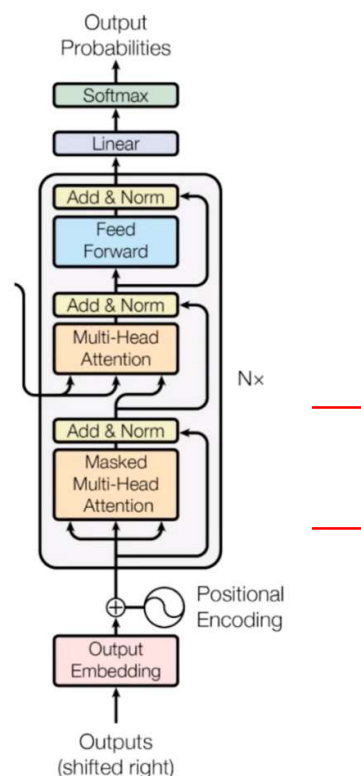 Output
Probabilities
Softmax
Linear
Add & Norm
Feed
Forward
Add & Norm
Multi-Head
Attention
N×
Add & Norm
Masked
Multi-Head
Attention
Positional
Encoding
Output
Embedding
Outputs
(shifted right)